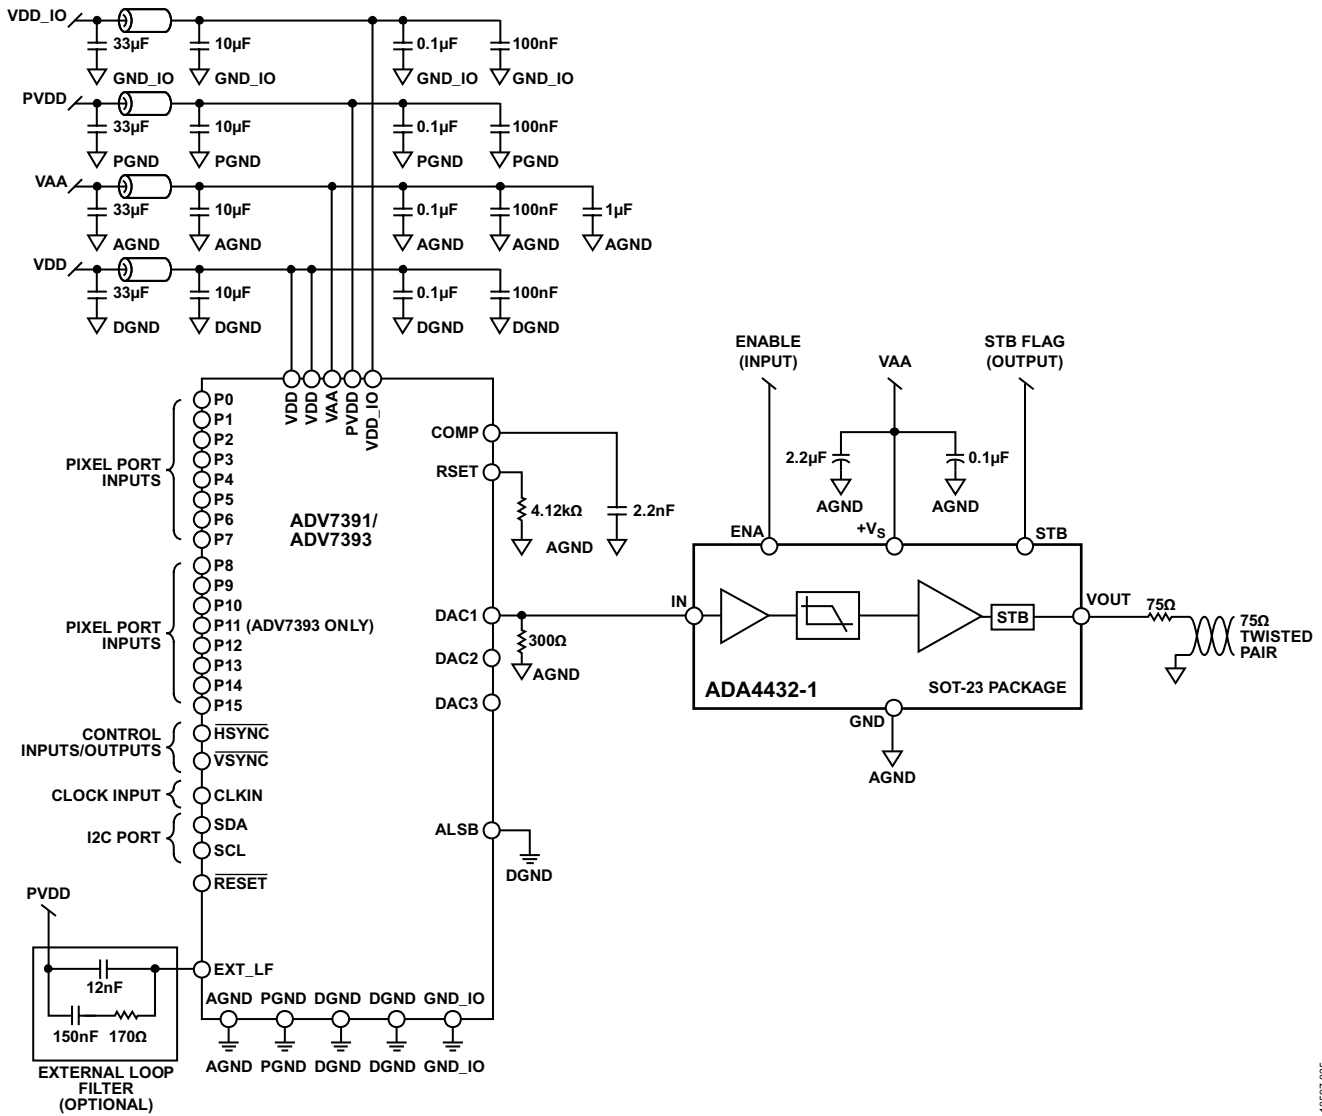 VDD_IO
33µF
10µF
0.1µF
100nF
GND_IO
GND_IO
GND_IO
GND_IO
PVDD
33µF
10µF
0.1µF
100nF
PGND
PGND
PGND
PGND
VAA
33µF
10µF
0.1µF
100nF
1µF
AGND
AGND
AGND
AGND
AGND
VDD
33µF
10µF
0.1µF
100nF
DGND
DGND
DGND
DGND
VDD
VDD
VAA
PVDD
VDD_IO
PIXEL PORT
INPUTS
P0
P1
P2
P3
P4
P5
P6
P7
ADV7391/
ADV7393
PIXEL PORT
INPUTS
P8
P9
P10
P11 (ADV7393 ONLY)
P12
P13
P14
P15
CONTROL
INPUTS/OUTPUTS
HSYNC
VSYNC
CLOCK INPUT
CLKIN
I2C PORT
SDA
SCL
RESET
PVDD
EXT_LF
12nF
150nF
170Ω
EXTERNAL LOOP
FILTER
(OPTIONAL)
AGND
PGND
DGND
DGND
GND_IO
AGND
PGND
DGND
DGND
GND_IO
COMP
RSET
4.12kΩ
2.2nF
AGND
DAC1
300Ω
AGND
DAC2
DAC3
ALSB
DGND
ENABLE
(INPUT)
VAA
STB FLAG
(OUTPUT)
2.2µF
0.1µF
AGND
AGND
ENA
+VS
STB
IN
STB
VOUT
75Ω
75Ω
TWISTED
PAIR
ADA4432-1
SOT-23 PACKAGE
GND
AGND